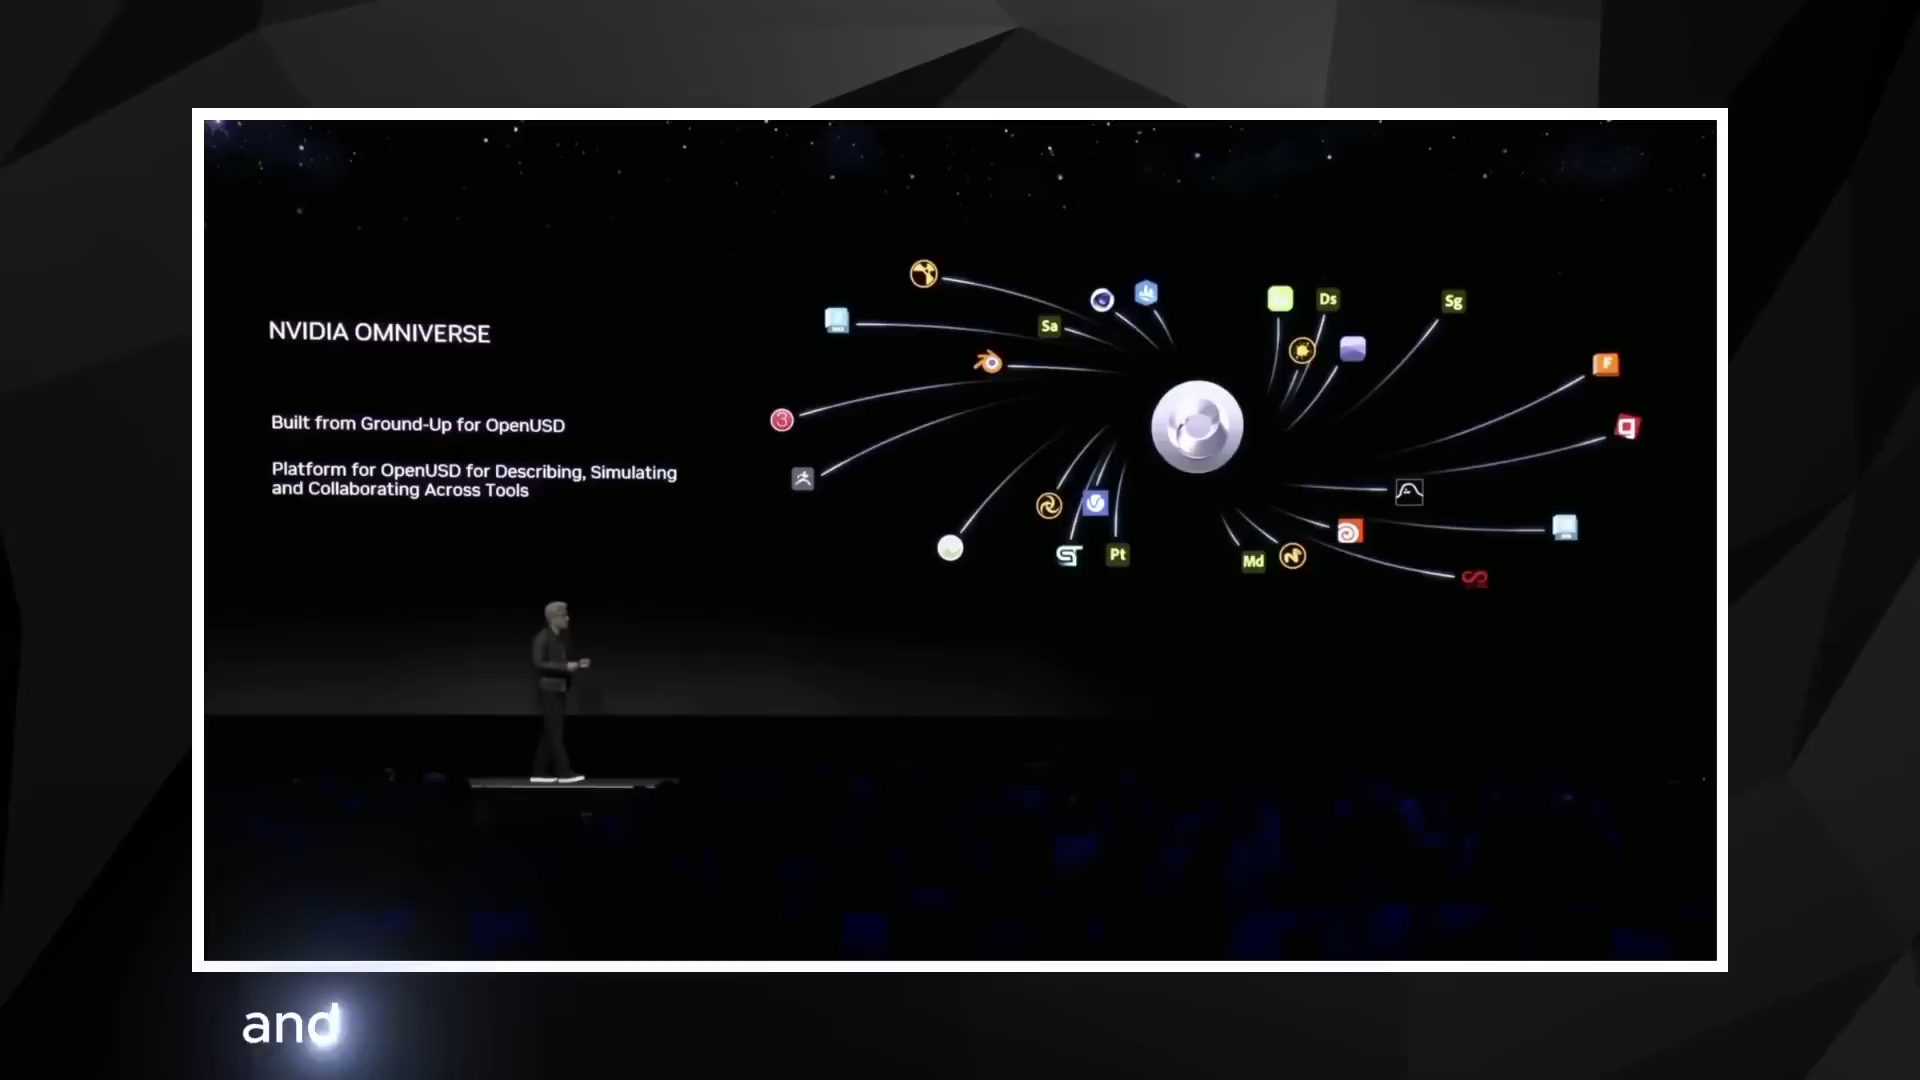 NVIDIA OMNIVERSE
Built from Ground-Up for OpenUSD
Platform for OpenUSD for Describing, Simulating
and Collaborating Across Tools
Sa
Ds
Sg
F
3
Pt
Md
and